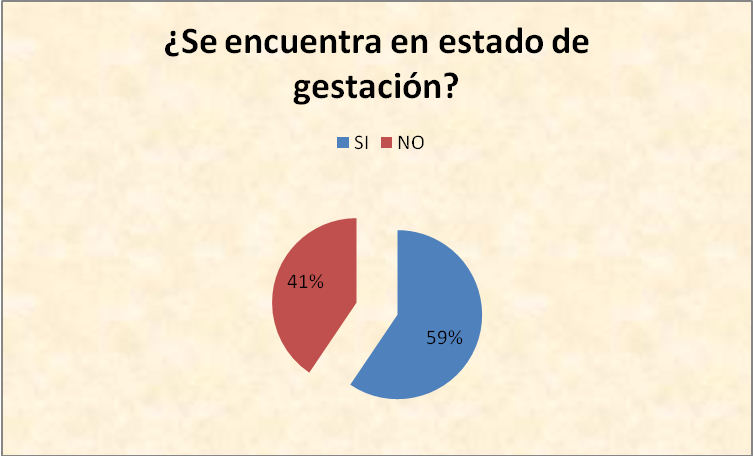 ¿Se encuentra en estado de
gestación?
SI NO
41%
59%